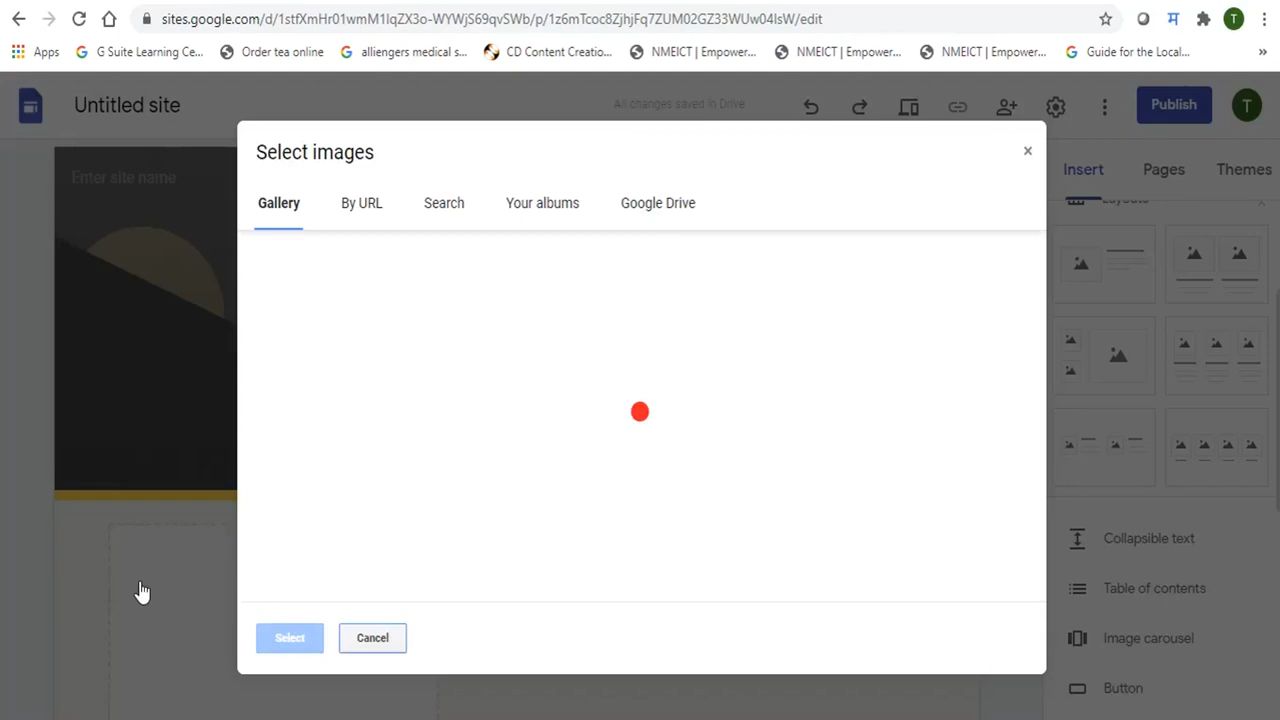 sites.google.com/d/1stfXmHr01wmM1lqZX3o-WYWjS69qvSWb/p/1z6mTcoc8ZjhjFq7ZUM02GZ33WUw04lsW/edit
T
Apps
G Suite Learning Ce...
Order tea online
alliengers medical s...
CD Content Creatio...
NMEICT | Empower...
NMEICT | Empower...
NMEICT | Empower...
Guide for the Local...
»
Untitled site
All changes saved in Drive
Publish
T
Select images
×
Insert
Pages
Themes
Enter site name
Gallery
By URL
Search
Your albums
Google Drive
Layouts
Collapsible text
Table of contents
Image carousel
Button
Select
Cancel